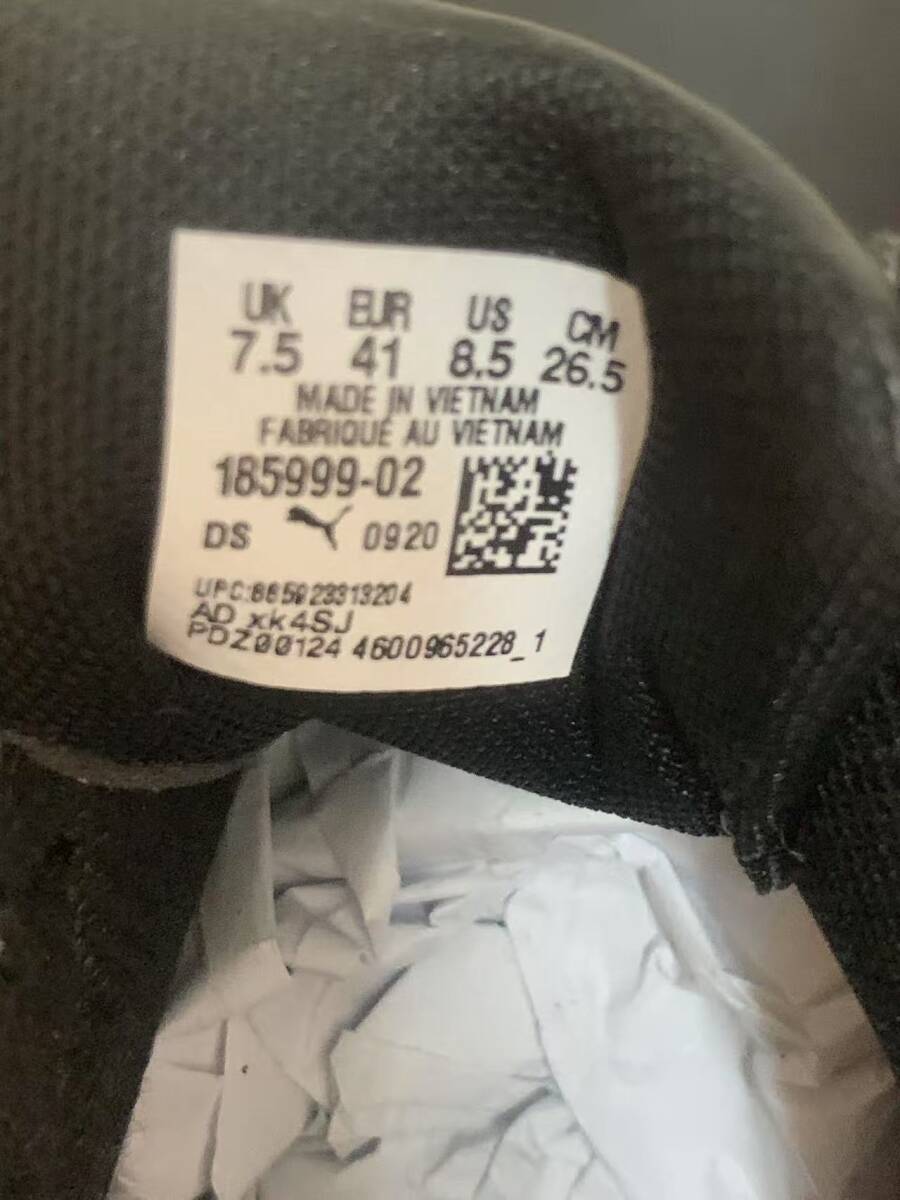 UK EUR US CM
7.5 41 8.5 26.5
MADE IN VIETNAM
FABRIQUÉ AU VIETNAM
185999-02
DS 0920
UPC:
AD xk4SJ
PDZ00124 4600965228_1